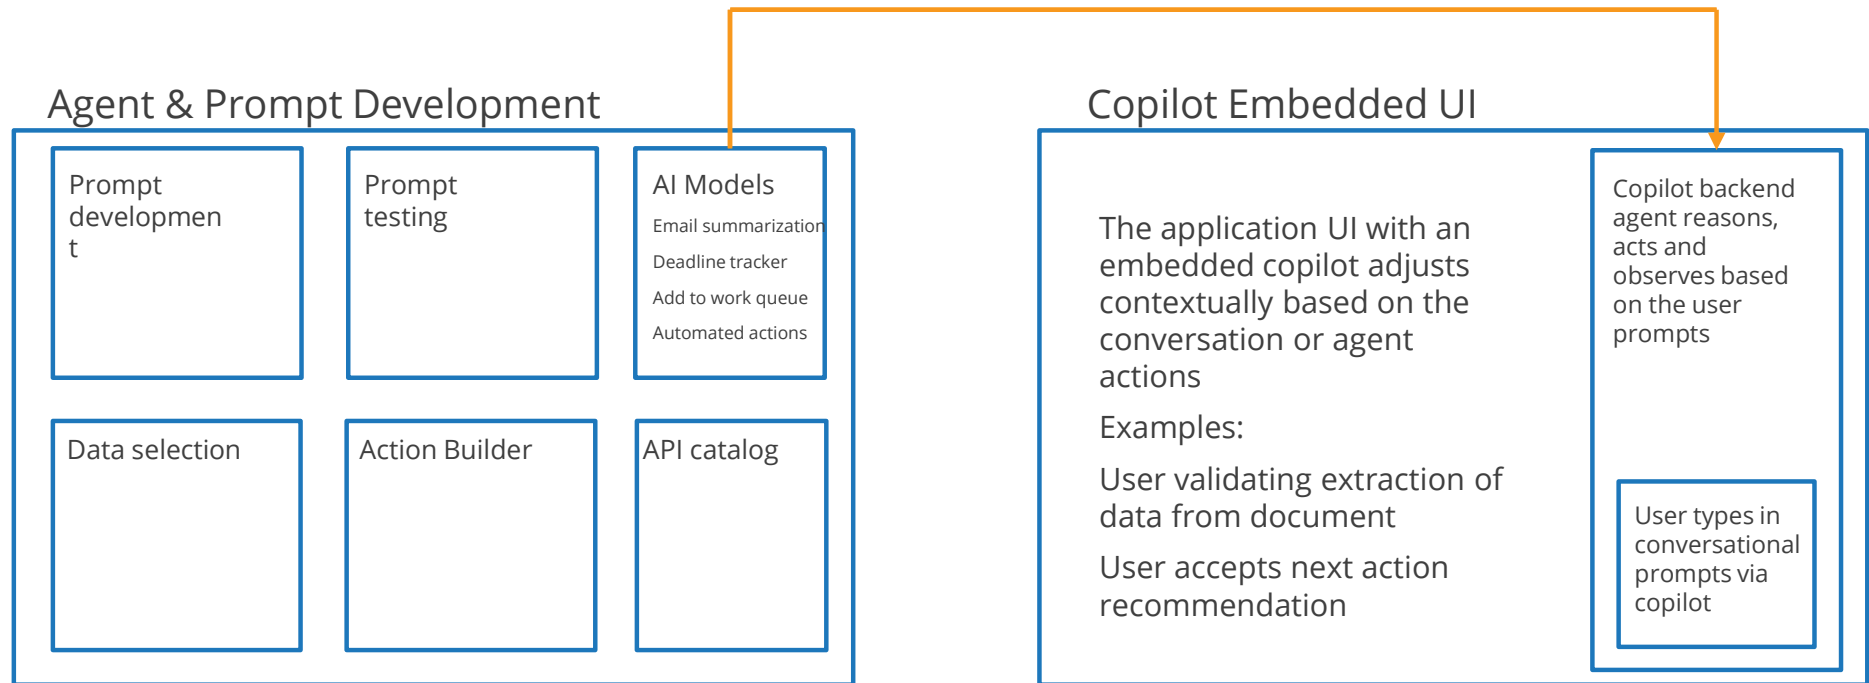 Agent & Prompt Development
Prompt
developmen
t
Prompt
testing
AI Models
Email summarization
Deadline tracker
Add to work queue
Automated actions
Data selection
Action Builder
API catalog
Copilot Embedded UI
The application UI with an
embedded copilot adjusts
contextually based on the
conversation or agent
actions
Examples:
User validating extraction of
data from document
User accepts next action
recommendation
Copilot backend
agent reasons,
acts and
observes based
on the user
prompts
User types in
conversational
prompts via
copilot